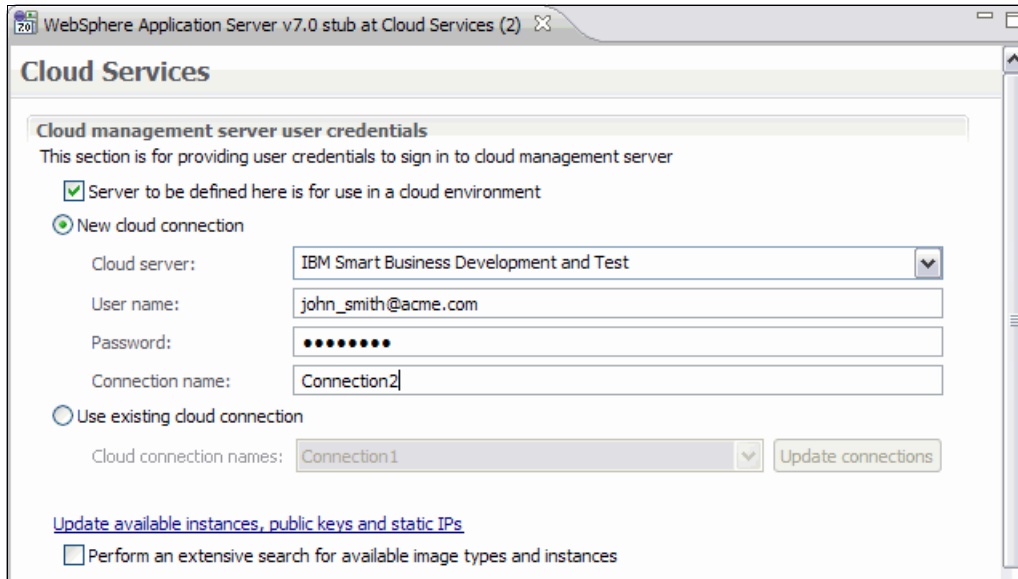 WebSphere Application Server v7.0 stub at Cloud Services (2)
Cloud Services
Cloud management server user credentials
This section is for providing user credentials to sign in to cloud management server
Server to be defined here is for use in a cloud environment
New cloud connection
Cloud server: IBM Smart Business Development and Test
User name: john_smith@acme.com
Password: ••••••••
Connection name: Connection2
Use existing cloud connection
Cloud connection names: Connection1 Update connections
Update available instances, public keys and static IPs
Perform an extensive search for available image types and instances